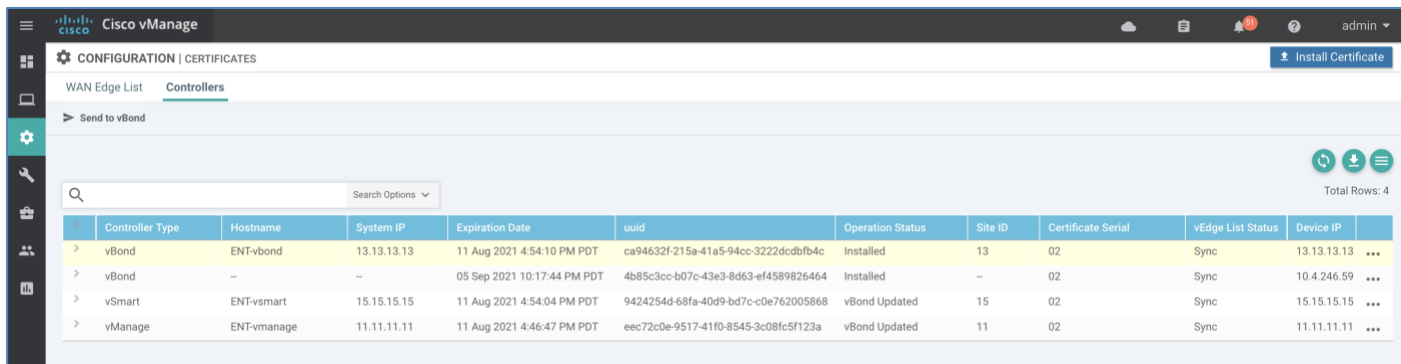 cisco Cisco vManage 51 admin
CONFIGURATION | CERTIFICATES Install Certificate
WAN Edge List Controllers
Send to vBond
Search Options Total Rows: 4
Controller Type Hostname System IP Expiration Date uuid Operation Status Site ID Certificate Serial vEdge List Status Device IP
vBond ENT-vbond 13.13.13.13 11 Aug 2021 4:54:10 PM PDT ca94632f-215a-41a5-94cc-3222dcdbfb4c Installed 13 02 Sync 13.13.13.13 •••
vBond -- -- 05 Sep 2021 10:17:44 PM PDT 4b85c3cc-b07c-43e3-8d63-ef4589826464 Installed -- 02 Sync 10.4.246.59 •••
vSmart ENT-vsmart 15.15.15.15 11 Aug 2021 4:54:04 PM PDT 9424254d-68fa-40d9-bd7c-c0e762005868 vBond Updated 15 02 Sync 15.15.15.15 •••
vManage ENT-vmanage 11.11.11.11 11 Aug 2021 4:46:47 PM PDT eec72c0e-9517-41f0-8545-3c08fc5f123a vBond Updated 11 02 Sync 11.11.11.11 •••